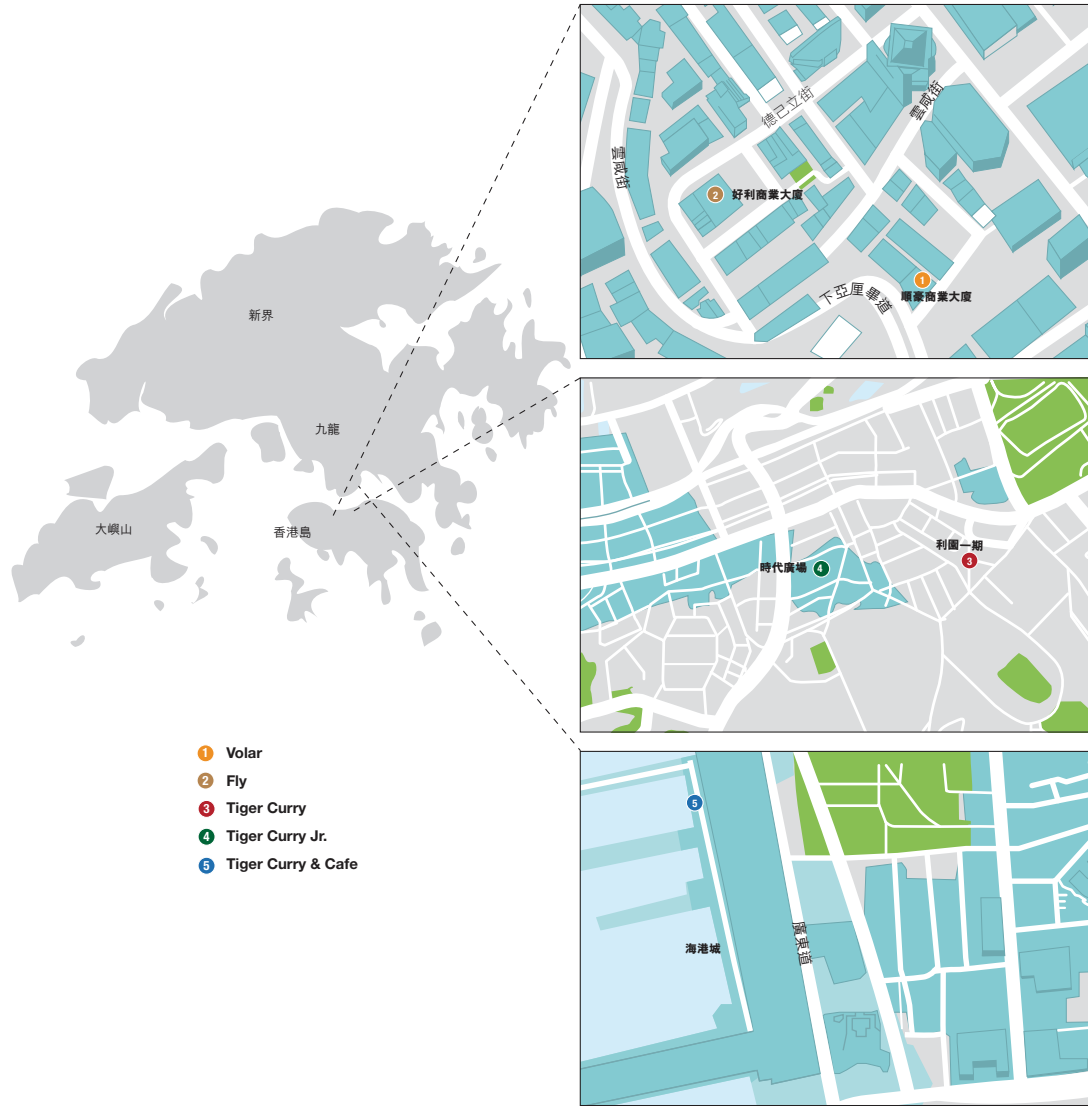 新界
九龍
大嶼山
香港島
1 Volar
2 Fly
3 Tiger Curry
4 Tiger Curry Jr.
5 Tiger Curry & Cafe
德己立街
雲咸街
雲咸街
2 好利商業大廈
下亞厘畢道
1
順豪商業大廈
利園一期
3
時代廣場 4
5
海港城
廣東道